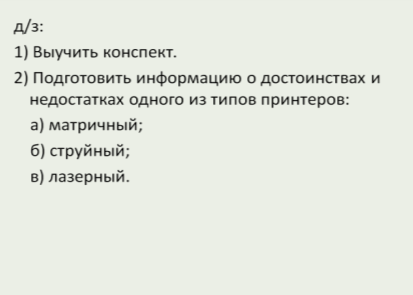 д/з:
1) Выучить конспект.
2) Подготовить информацию о достоинствах и
недостатках одного из типов принтеров:
а) матричный;
б) струйный;
в) лазерный.